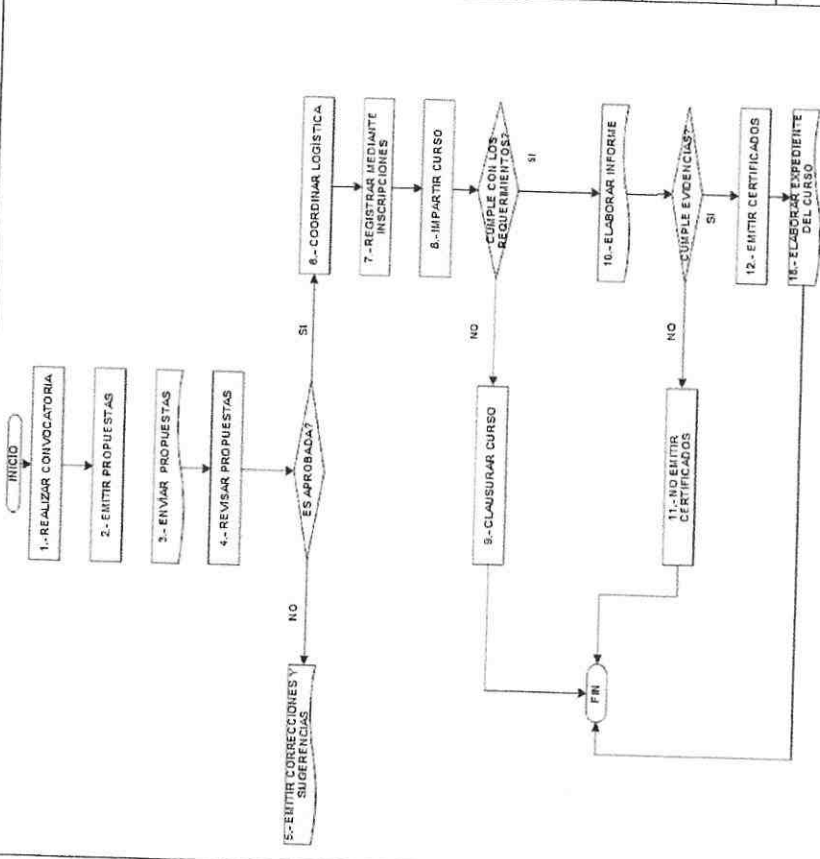 INICIO
1.- REALIZAR CONVOCATORIA
2.- EMITIR PROPUESTAS
3.- ENVIAR PROPUESTAS
4.- REVISAR PROPUESTAS
ES APROBADA?
NO
5.- EMITIR CORRECCIONES Y
SUGERENCIAS
SI
6.- COORDINAR LOGÍSTICA
7.- REGISTRAR MEDIANTE
INSCRIPCIONES
8.- IMPARTIR CURSO
CUMPLE CON LOS
REQUERIMIENTOS?
NO
9.- CLAUSURAR CURSO
SI
10.- ELABORAR INFORME
CUMPLE EVIDENCIAS?
NO
11.- NO EMITIR
CERTIFICADOS
SI
12.- EMITIR CERTIFICADOS
15.- ELABORAR EXPEDIENTE
DEL CURSO
FIN